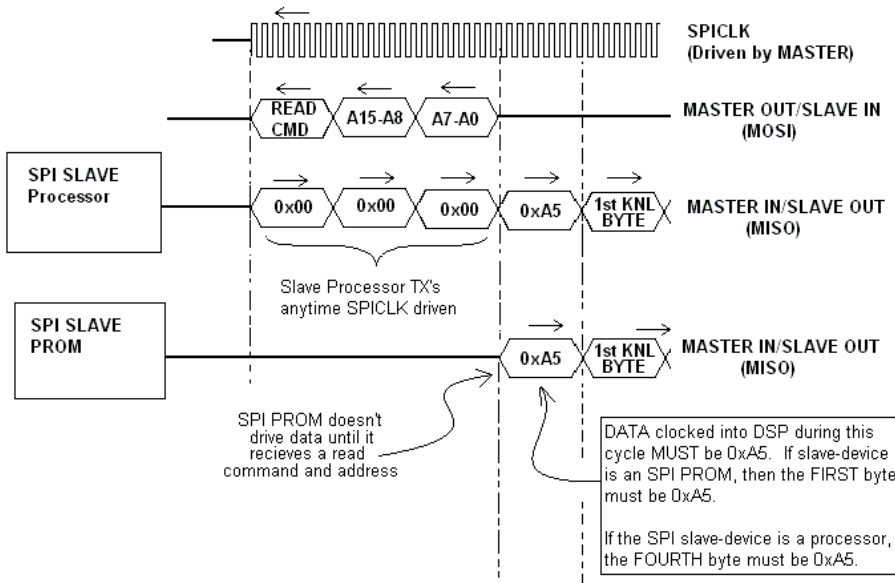 SPICLK
(Driven by MASTER)
READ
CMD
A15-A8
A7-A0
MASTER OUT/SLAVE IN
(MOSI)
SPI SLAVE
Processor
0x00
0x00
0x00
0xA5
1st KNL
BYTE
MASTER IN/SLAVE OUT
(MISO)
Slave Processor TX's
anytime SPICLK driven
SPI SLAVE
PROM
0xA5
1st KNL
BYTE
MASTER IN/SLAVE OUT
(MISO)
SPI PROM doesn't
drive data until it
recieves a read
command and address
DATA clocked into DSP during this
cycle MUST be 0xA5. If slave-device
is an SPI PROM, then the FIRST byte
must be 0xA5.
If the SPI slave-device is a processor,
the FOURTH byte must be 0xA5.